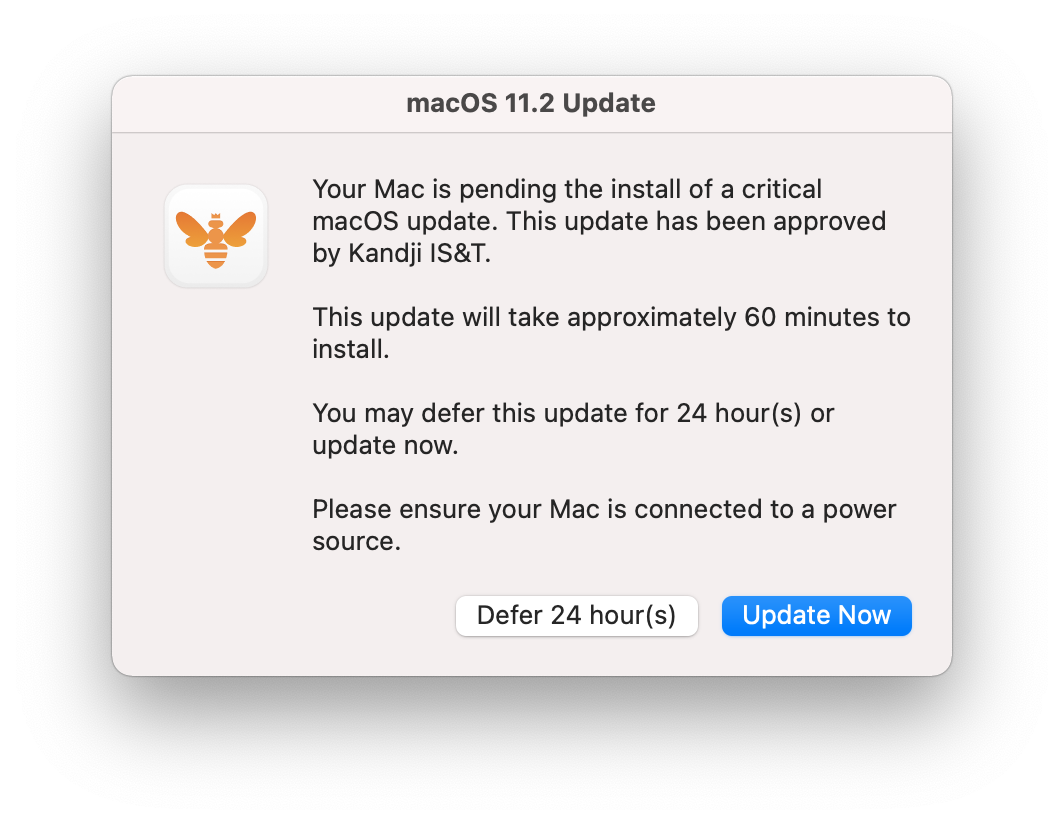 macOS 11.2 Update
Your Mac is pending the install of a critical
macOS update. This update has been approved
by Kandji IS&T.
This update will take approximately 60 minutes to
install.
You may defer this update for 24 hour(s) or
update now.
Please ensure your Mac is connected to a power
source.
Defer 24 hour(s)
Update Now